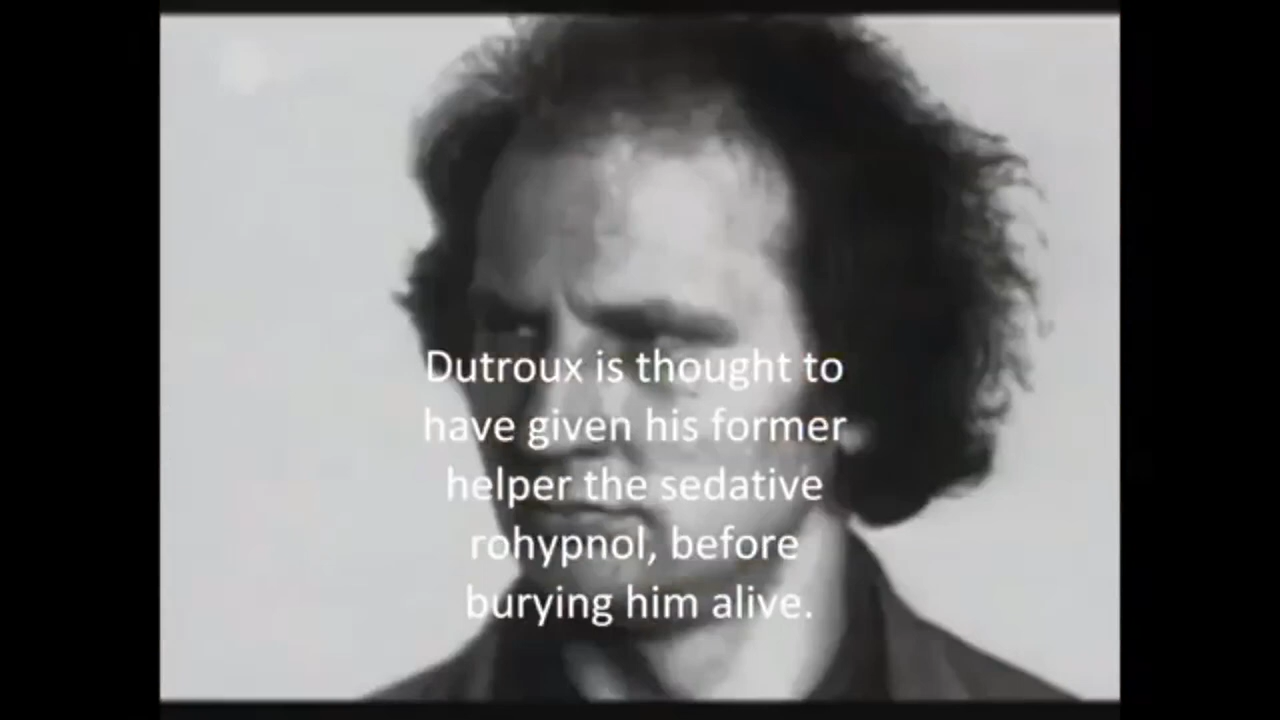 Dutroux is thought to
have given his former
helper the sedative
rohypnol, before
burying him alive.